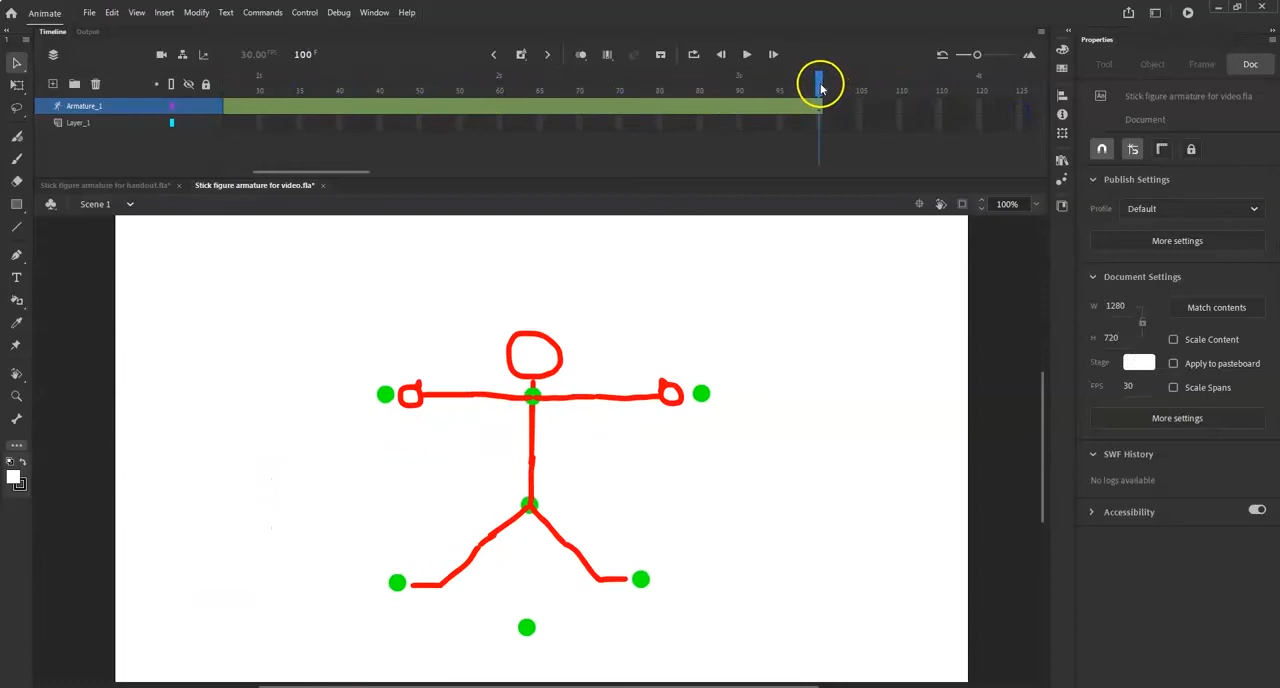 Animate File Edit View Insert Modify Text Commands Control Debug Window Help
Timeline Output
30.00 FPS 100 F
1s 2s 3s 4s
30 35 40 45 50 55 60 65 70 75 80 85 90 95 105 110 115 120 125
Armature_1
Layer_1
Stick figure armature for handout.fla* × Stick figure armature for video.fla* ×
Scene 1
100%
Properties
Tool Object Frame Doc
An Stick figure armature for video.fla
Document
Publish Settings
Profile Default
More settings
Document Settings
W 1280 Match contents
H 720 Scale Content
Stage Apply to pasteboard
FPS 30 Scale Spans
More settings
SWF History
No logs available
Accessibility